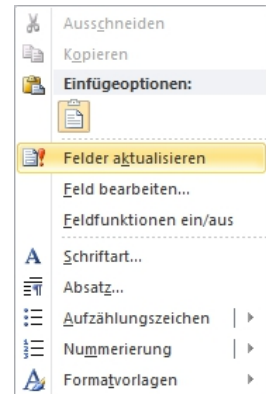 Ausschneiden
Kopieren
Einfügeoptionen:
Felder aktualisieren
Feld bearbeiten...
Feldfunktionen ein/aus
Schriftart...
Absatz...
Aufzählungszeichen
Nummerierung
Formatvorlagen